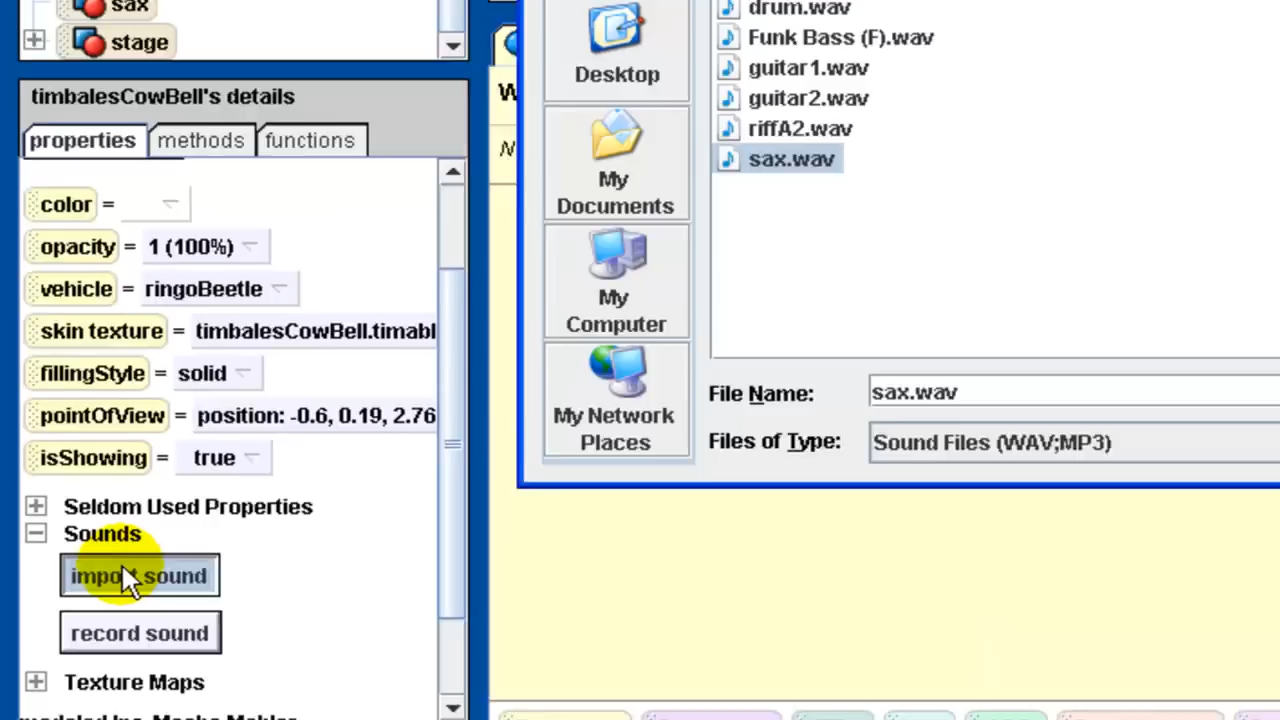 sax
stage
timbalesCowBell's details
properties
methods
functions
color =
opacity = 1 (100%)
vehicle = ringoBeetle
skin texture = timbalesCowBell.timabl
fillingStyle = solid
pointOfView = position: -0.6, 0.19, 2.76
isShowing = true
Seldom Used Properties
Sounds
import sound
record sound
Texture Maps
W
N
Desktop
My
Documents
My
Computer
My Network
Places
drum.wav
Funk Bass (F).wav
guitar1.wav
guitar2.wav
riffA2.wav
sax.wav
File Name: sax.wav
Files of Type: Sound Files (WAV;MP3)